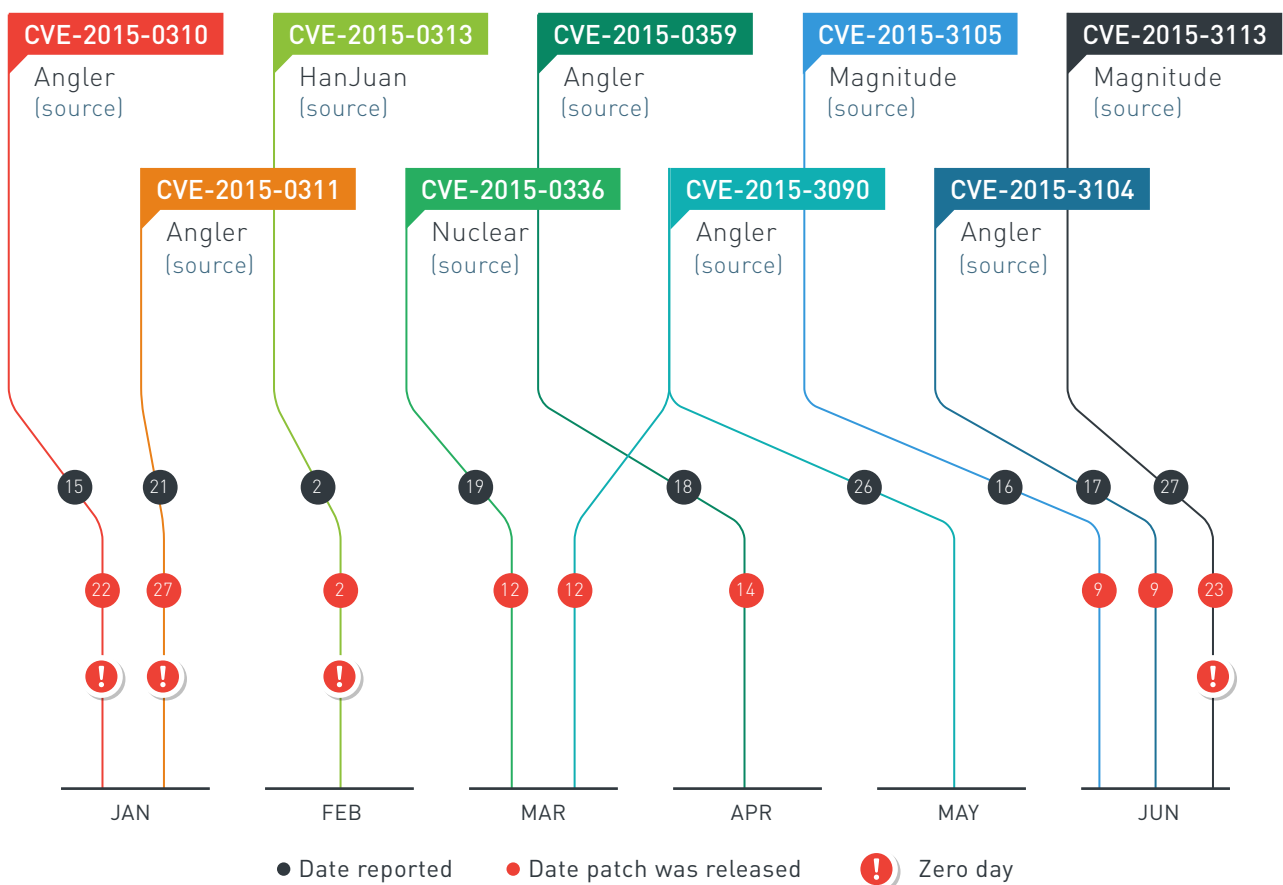 CVE-2015-0310
Angler
(source)
CVE-2015-0313
HanJuan
(source)
CVE-2015-0359
Angler
(source)
CVE-2015-3105
Magnitude
(source)
CVE-2015-3113
Magnitude
(source)
CVE-2015-0311
Angler
(source)
CVE-2015-0336
Nuclear
(source)
CVE-2015-3090
Angler
(source)
CVE-2015-3104
Angler
(source)
15 21 2 19 18 26 16 17 27
22 27 2 12 12 14 9 9 23
! ! ! !
JAN FEB MAR APR MAY JUN
Date reported Date patch was released ! Zero day